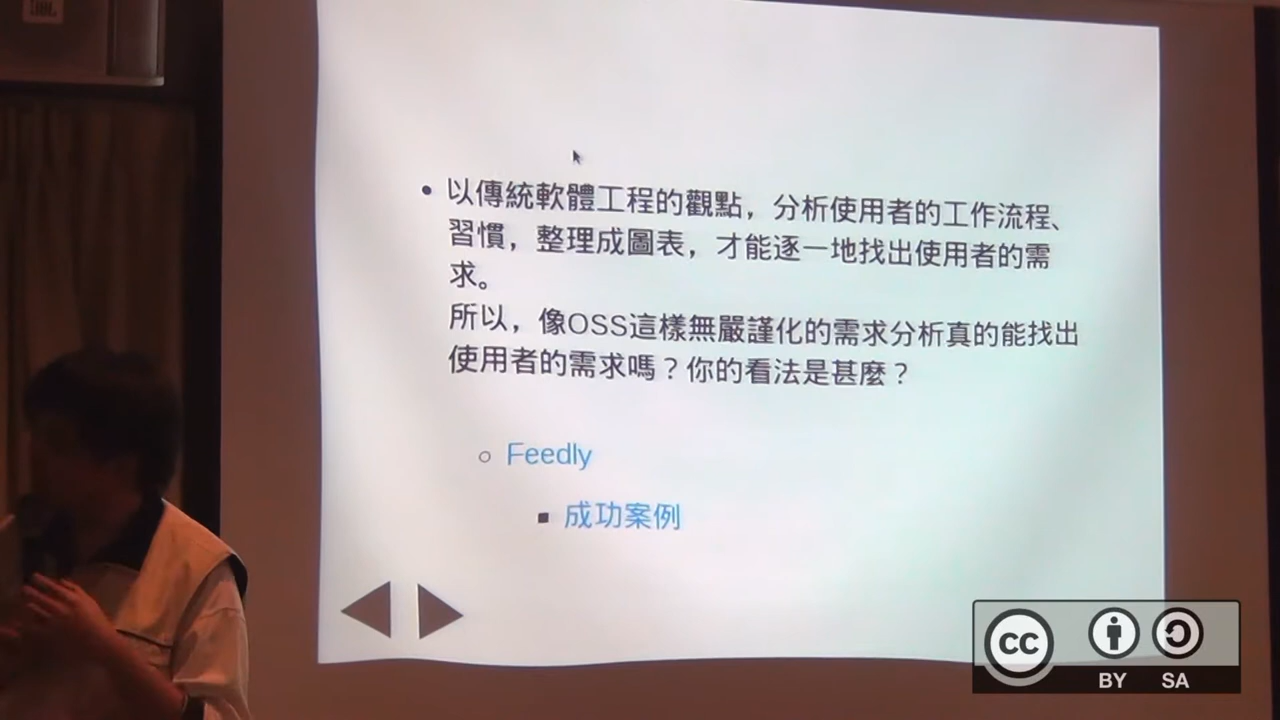 JBL
以傳統軟體工程的觀點，分析使用者的工作流程、
習慣，整理成圖表，才能逐一地找出使用者的需
求。
所以，像OSS這樣無嚴謹化的需求分析真的能找出
使用者的需求嗎？你的看法是甚麼？
Feedly
成功案例
cc
BY SA